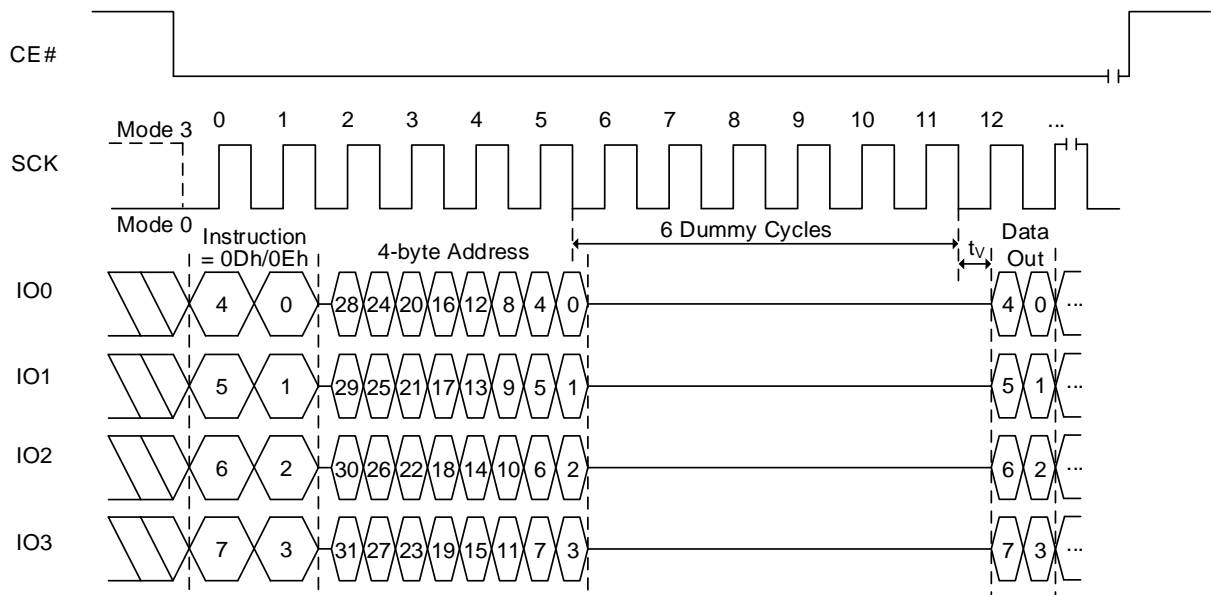 CE#
0 1 2 3 4 5 6 7 8 9 10 11 12 ...
Mode 3
SCK
Mode 0
6 Dummy Cycles
Instruction
= 0Dh/0Eh
4-byte Address
tV
Data
Out
IO0 4 0 28 24 20 16 12 8 4 0 4 0 ...
IO1 5 1 29 25 21 17 13 9 5 1 5 1 ...
IO2 6 2 30 26 22 18 14 10 6 2 6 2 ...
IO3 7 3 31 27 23 19 15 11 7 3 7 3 ...